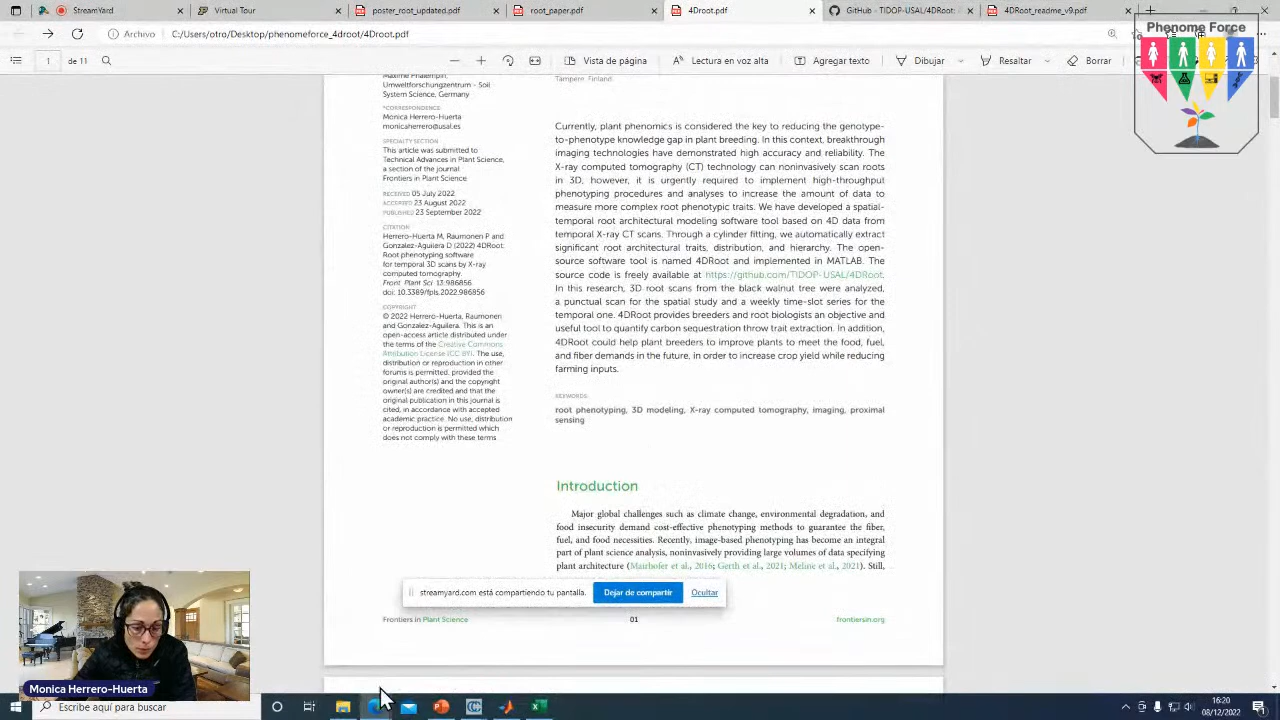 StreamYard
YouTube
poster_root_v02.pdf
root_paper.pdf
4DRoot.pdf
GitHub - TIDOP-USAL/4DRoot:
4DRoot_readme_v9.pdf
Archivo
C:/Users/otro/Desktop/phenomeforce_4droot/4Droot.pdf
Phenome Force
1
de 11
Vista de página
Lectura en voz alta
Agregar texto
Dibujar
Resaltar
Borrar
Maxime Phalempin,
Umweltforschungzentrum - Soil
System Science, Germany
*CORRESPONDENCE
Monica Herrero-Huerta
monicaherrero@usal.es
SPECIALTY SECTION
This article was submitted to
Technical Advances in Plant Science,
a section of the journal
Frontiers in Plant Science
RECEIVED 05 July 2022
ACCEPTED 23 August 2022
PUBLISHED 23 September 2022
CITATION
Herrero-Huerta M, Raumonen P and
Gonzalez-Aguilera D (2022) 4DRoot:
Root phenotyping software
for temporal 3D scans by X-ray
computed tomography.
Front. Plant Sci. 13:986856.
doi: 10.3389/fpls.2022.986856
COPYRIGHT
© 2022 Herrero-Huerta, Raumonen
and Gonzalez-Aguilera. This is an
open-access article distributed under
the terms of the Creative Commons
Attribution License (CC BY). The use,
distribution or reproduction in other
forums is permitted, provided the
original author(s) and the copyright
owner(s) are credited and that the
original publication in this journal is
cited, in accordance with accepted
academic practice. No use, distribution
or reproduction is permitted which
does not comply with these terms
Tampere, Finland
Currently, plant phenomics is considered the key to reducing the genotype-
to-phenotype knowledge gap in plant breeding. In this context, breakthrough
imaging technologies have demonstrated high accuracy and reliability. The
X-ray computed tomography (CT) technology can noninvasively scan roots
in 3D, however, it is urgently required to implement high-throughput
phenotyping procedures and analyses to increase the amount of data to
measure more complex root phenotypic traits. We have developed a spatial-
temporal root architectural modeling software tool based on 4D data from
temporal X-ray CT scans. Through a cylinder fitting, we automatically extract
significant root architectural traits, distribution, and hierarchy. The open-
source software tool is named 4DRoot and implemented in MATLAB. The
source code is freely available at https://github.com/TIDOP-USAL/4DRoot.
In this research, 3D root scans from the black walnut tree were analyzed,
a punctual scan for the spatial study and a weekly time-slot series for the
temporal one. 4DRoot provides breeders and root biologists an objective and
useful tool to quantify carbon sequestration throw trait extraction. In addition,
4DRoot could help plant breeders to improve plants to meet the food, fuel,
and fiber demands in the future, in order to increase crop yield while reducing
farming inputs.
KEYWORDS
root phenotyping, 3D modeling, X-ray computed tomography, imaging, proximal
sensing
Introduction
Major global challenges such as climate change, environmental degradation, and
food insecurity demand cost-effective phenotyping methods to guarantee the fiber,
fuel, and food necessities. Recently, image-based phenotyping has become an integral
part of plant science analysis, noninvasively providing large volumes of data specifying
plant architecture (Mairhofer et al., 2016; Gerth et al., 2021; Meline et al., 2021). Still,
streamyard.com está compartiendo tu pantalla.
Dejar de compartir
Ocultar
Frontiers in Plant Science
01
frontiersin.org
Monica Herrero-Huerta
Escribe aquí para buscar
16:20
08/12/2022